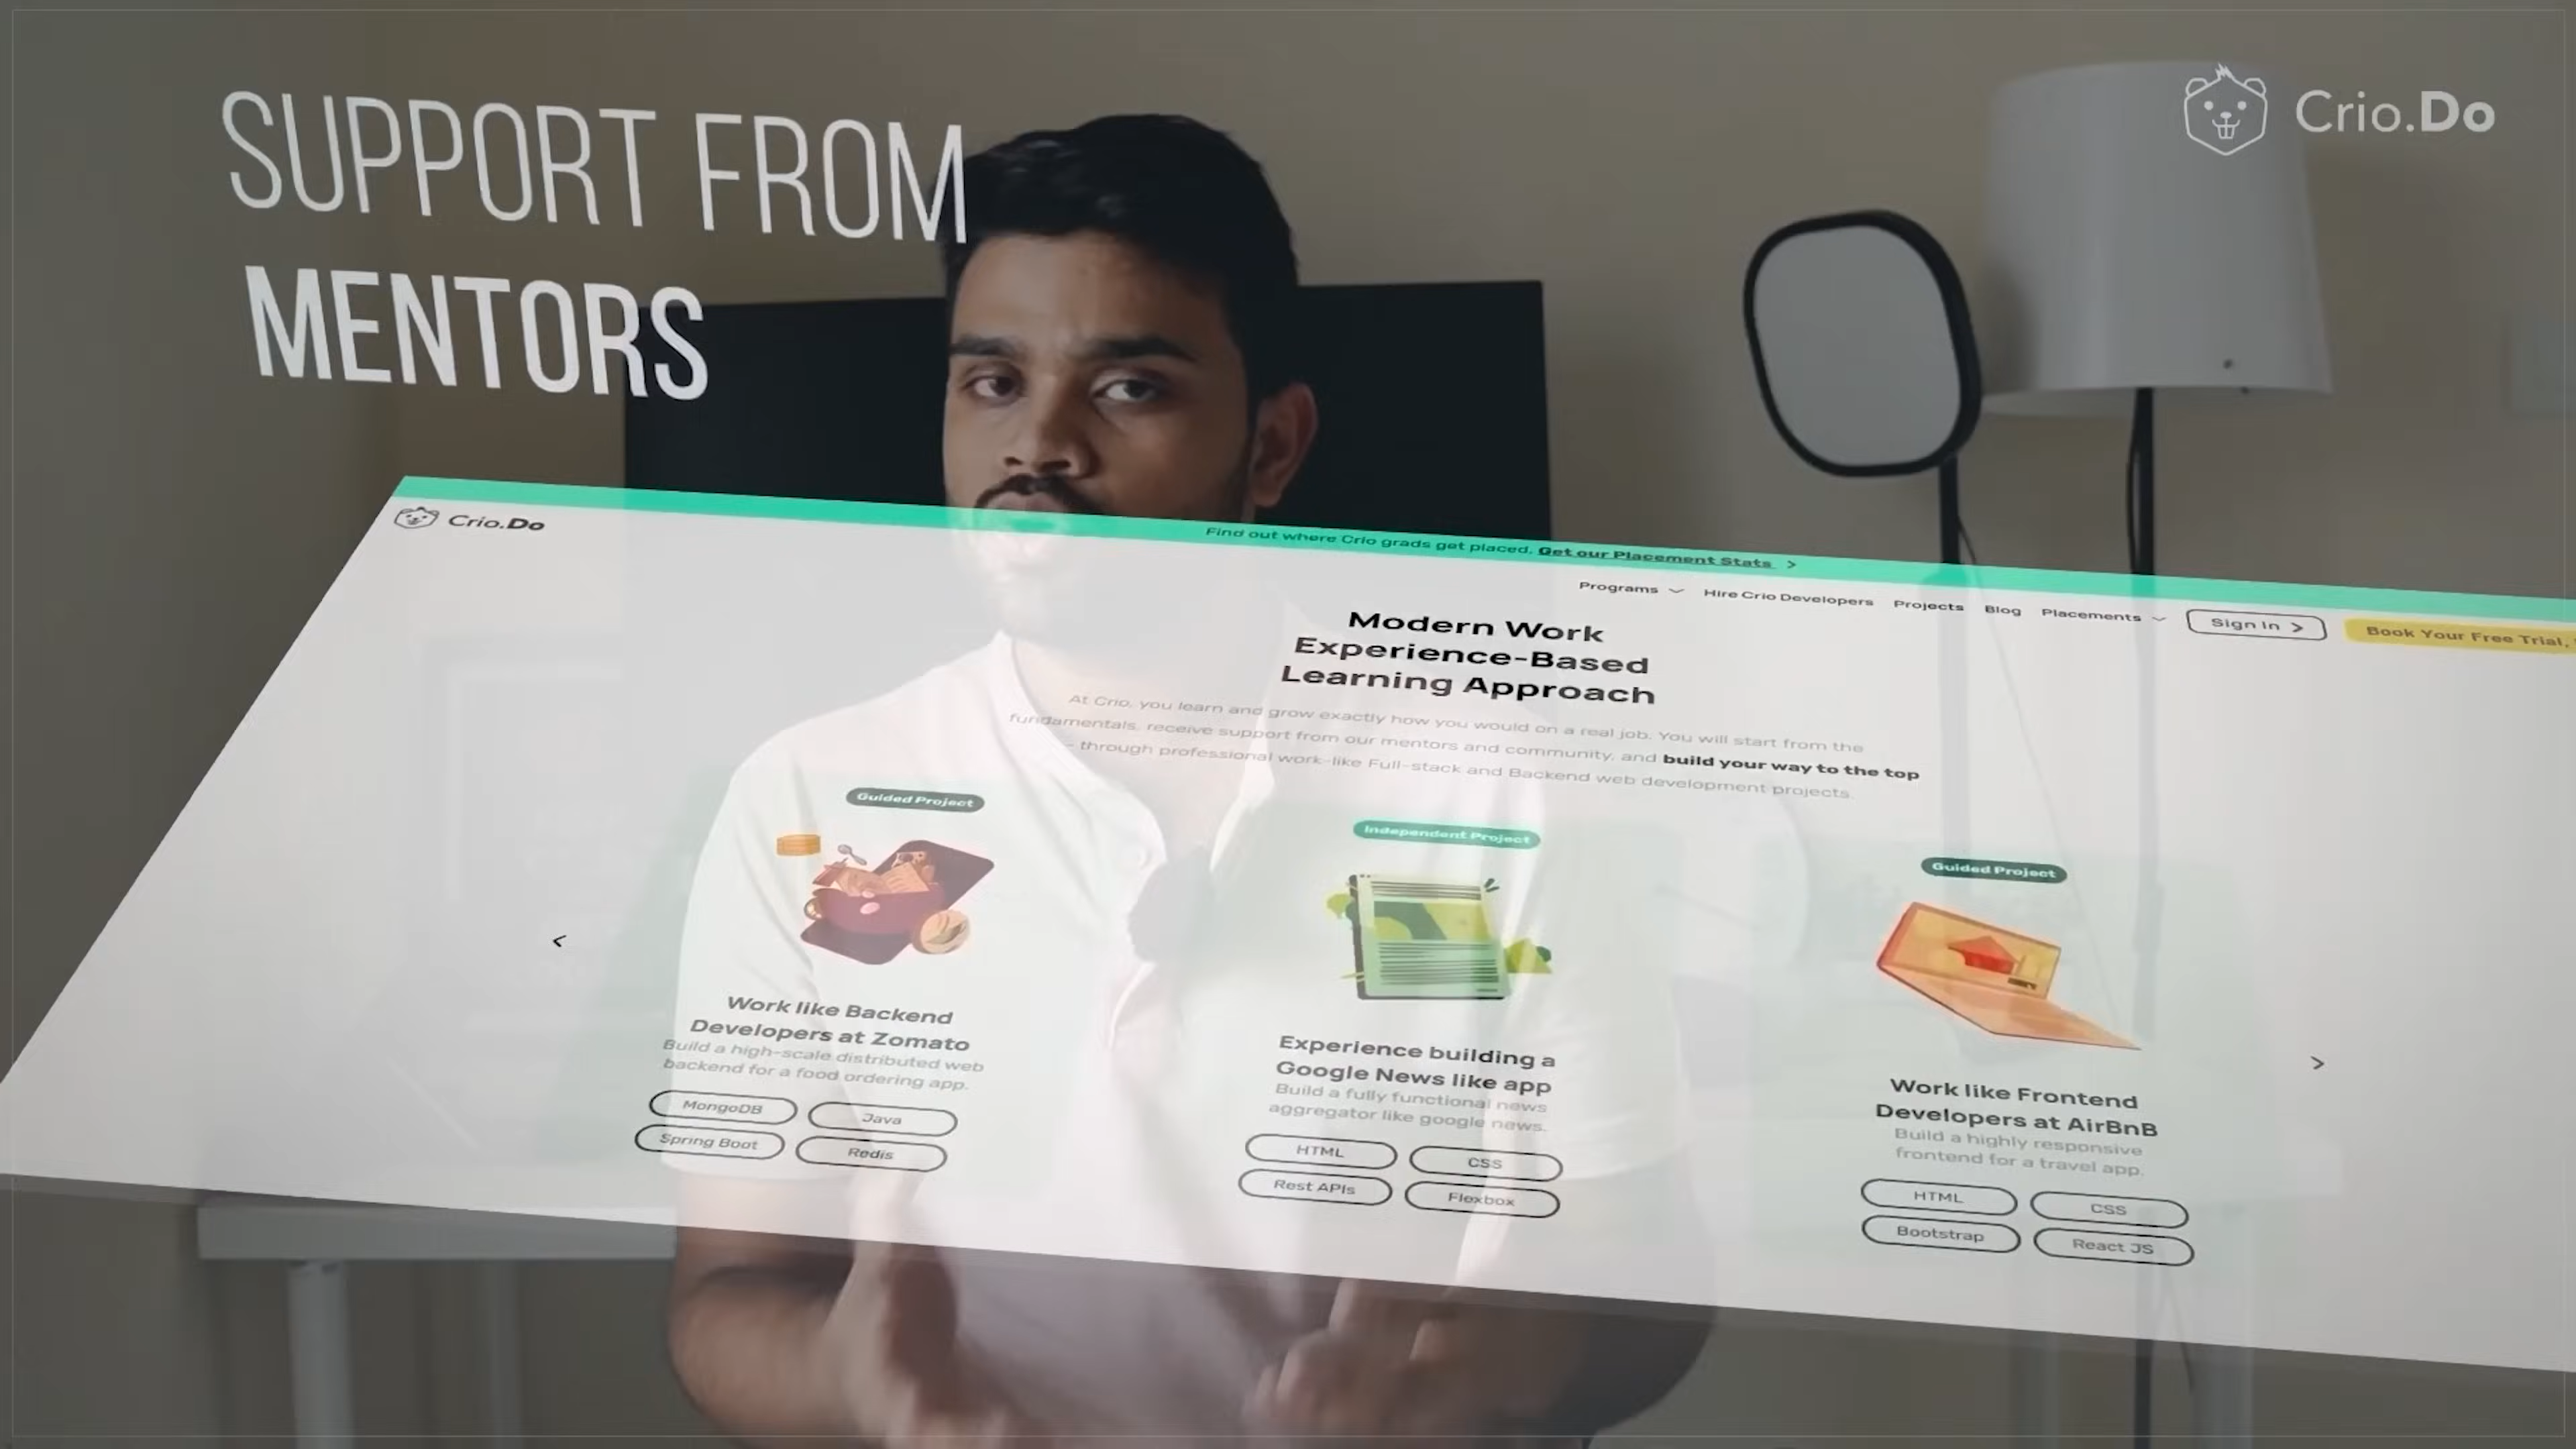 SUPPORT FROM
MENTORS
Crio.Do
Crio.Do
Find out where Crio grads get placed. Get our Placement Stats >
Programs Hire Crio Developers Projects Blog Placements Sign In > Book Your Free Trial,
Modern Work
Experience-Based
Learning Approach
At Crio, you learn and grow exactly how you would on a real job. You will start from the
fundamentals, receive support from our mentors and community, and build your way to the top
- through professional work-like Full-stack and Backend web development projects.
Guided Project
Work like Backend
Developers at Zomato
Build a high-scale distributed web
backend for a food ordering app.
MongoDB Java
Spring Boot Redis
Independent Project
Experience building a
Google News like app
Build a fully functional news
aggregator like google news.
HTML CSS
Rest APIs Flexbox
Guided Project
Work like Frontend
Developers at AirBnB
Build a highly responsive
frontend for a travel app.
HTML CSS
Bootstrap React JS